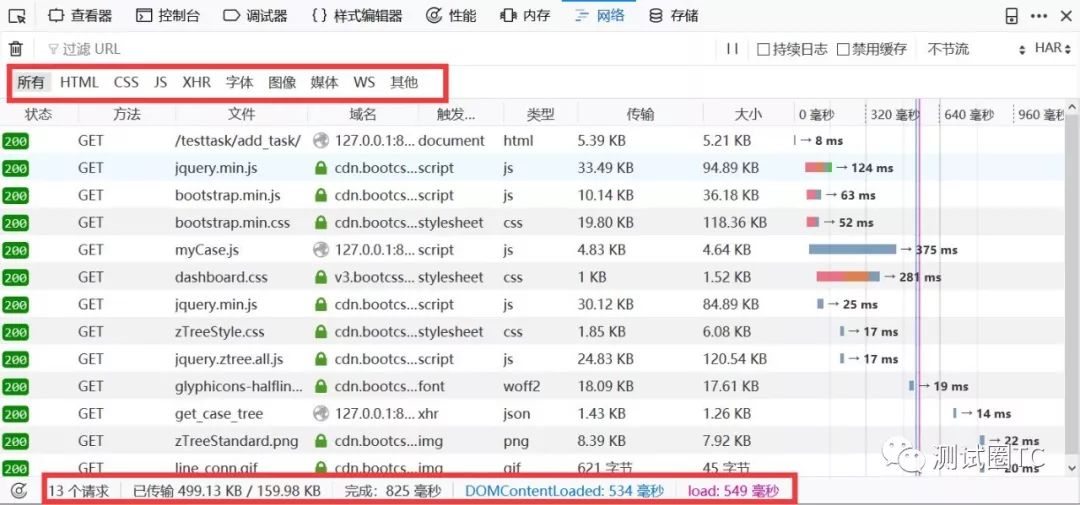 查看器 控制台 调试器 {} 样式编辑器 性能 内存 网络 存储
过滤 URL 持续日志 禁用缓存 不节流 HAR
所有 HTML CSS JS XHR 字体 图像 媒体 WS 其他
状态 方法 文件 域名 触发... 类型 传输 大小 0 毫秒 320 毫秒 640 毫秒 960 毫秒
200 GET /testtask/add_task/ 127.0.0.1:8... document html 5.39 KB 5.21 KB → 8 ms
200 GET jquery.min.js cdn.bootcs... script js 33.49 KB 94.89 KB → 124 ms
200 GET bootstrap.min.js cdn.bootcs... script js 10.14 KB 36.18 KB → 63 ms
200 GET bootstrap.min.css cdn.bootcs... stylesheet css 19.80 KB 118.36 KB → 52 ms
200 GET myCase.js 127.0.0.1:8... script js 4.83 KB 4.64 KB → 375 ms
200 GET dashboard.css v3.bootcss... stylesheet css 1 KB 1.52 KB → 281 ms
200 GET jquery.min.js cdn.bootcs... script js 30.12 KB 84.89 KB → 25 ms
200 GET zTreeStyle.css cdn.bootcs... stylesheet css 1.85 KB 6.08 KB → 17 ms
200 GET jquery.ztree.all.js cdn.bootcs... script js 24.83 KB 120.54 KB → 17 ms
200 GET glyphicons-halflin... cdn.bootcs... font woff2 18.09 KB 17.61 KB → 19 ms
200 GET get_case_tree 127.0.0.1:8... xhr json 1.43 KB 1.26 KB → 14 ms
200 GET zTreeStandard.png cdn.bootcs... img png 8.39 KB 7.92 KB → 22 ms
200 GET line_conn.gif cdn.bootcs... img gif 621 字节 45 字节 → 20 ms
测试圈TC
13 个请求 已传输 499.13 KB / 159.98 KB 完成: 825 毫秒 DOMContentLoaded: 534 毫秒 load: 549 毫秒